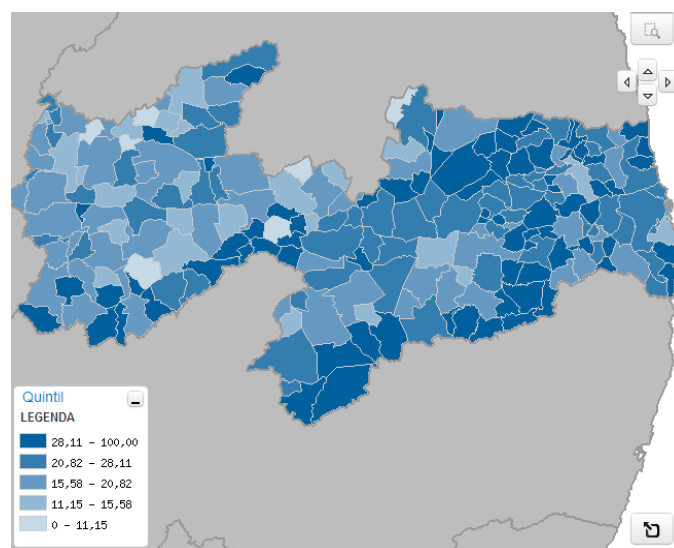 Quintil
LEGENDA
28,11 - 100,00
20,82 - 28,11
15,58 - 20,82
11,15 - 15,58
0 - 11,15